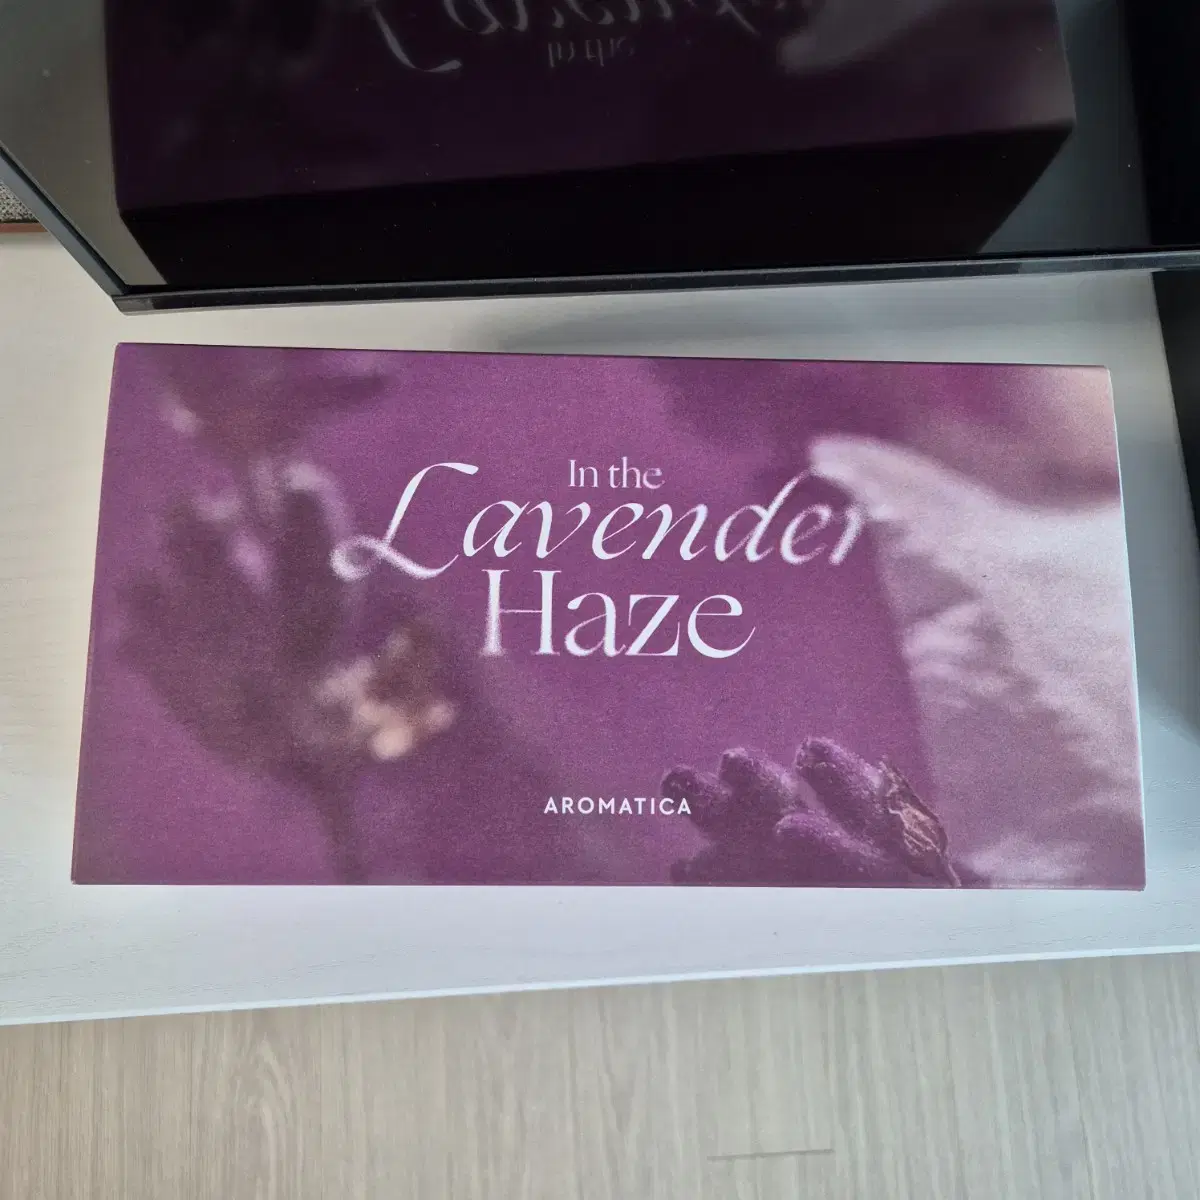 In the
Lavender
Haze
AROMATICA